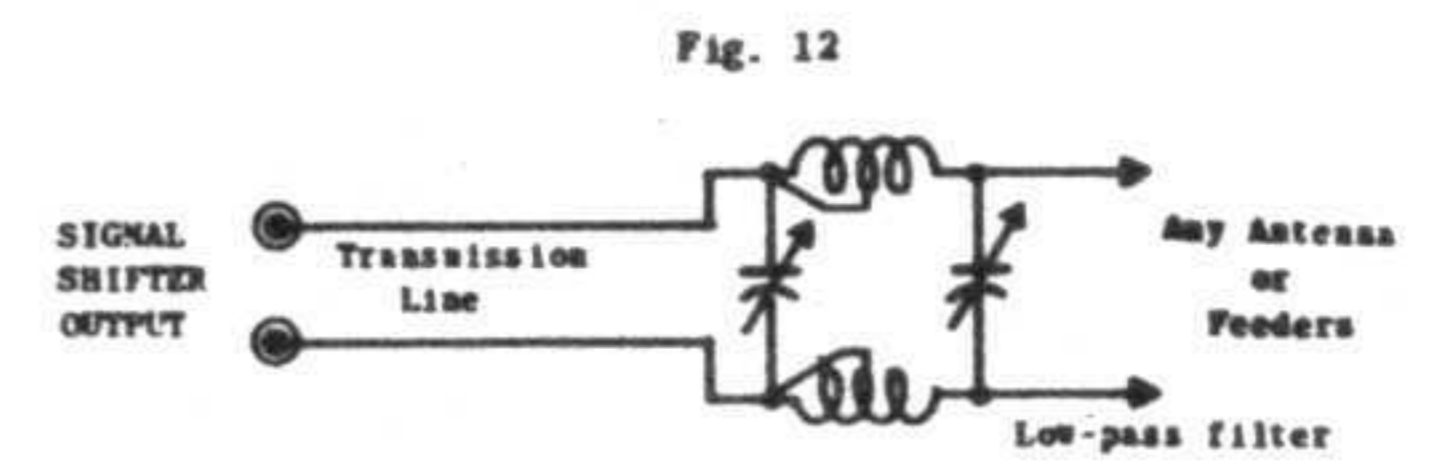 Fig. 12
SIGNAL
SHIFTER
OUTPUT
Transmission
Line
Any Antenna
or
Feeders
Low-pass filter